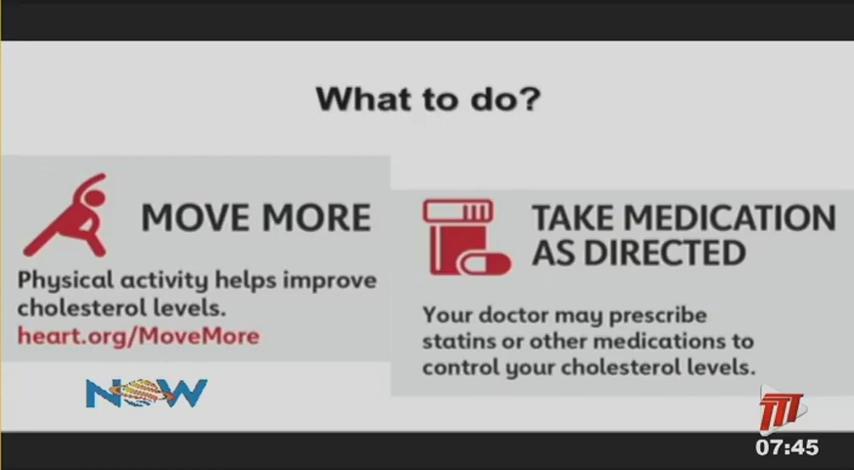 What to do?
MOVE MORE
Physical activity helps improve
cholesterol levels.
heart.org/MoveMore
TAKE MEDICATION
AS DIRECTED
Your doctor may prescribe
statins or other medications to
control your cholesterol levels.
NOW
07:45